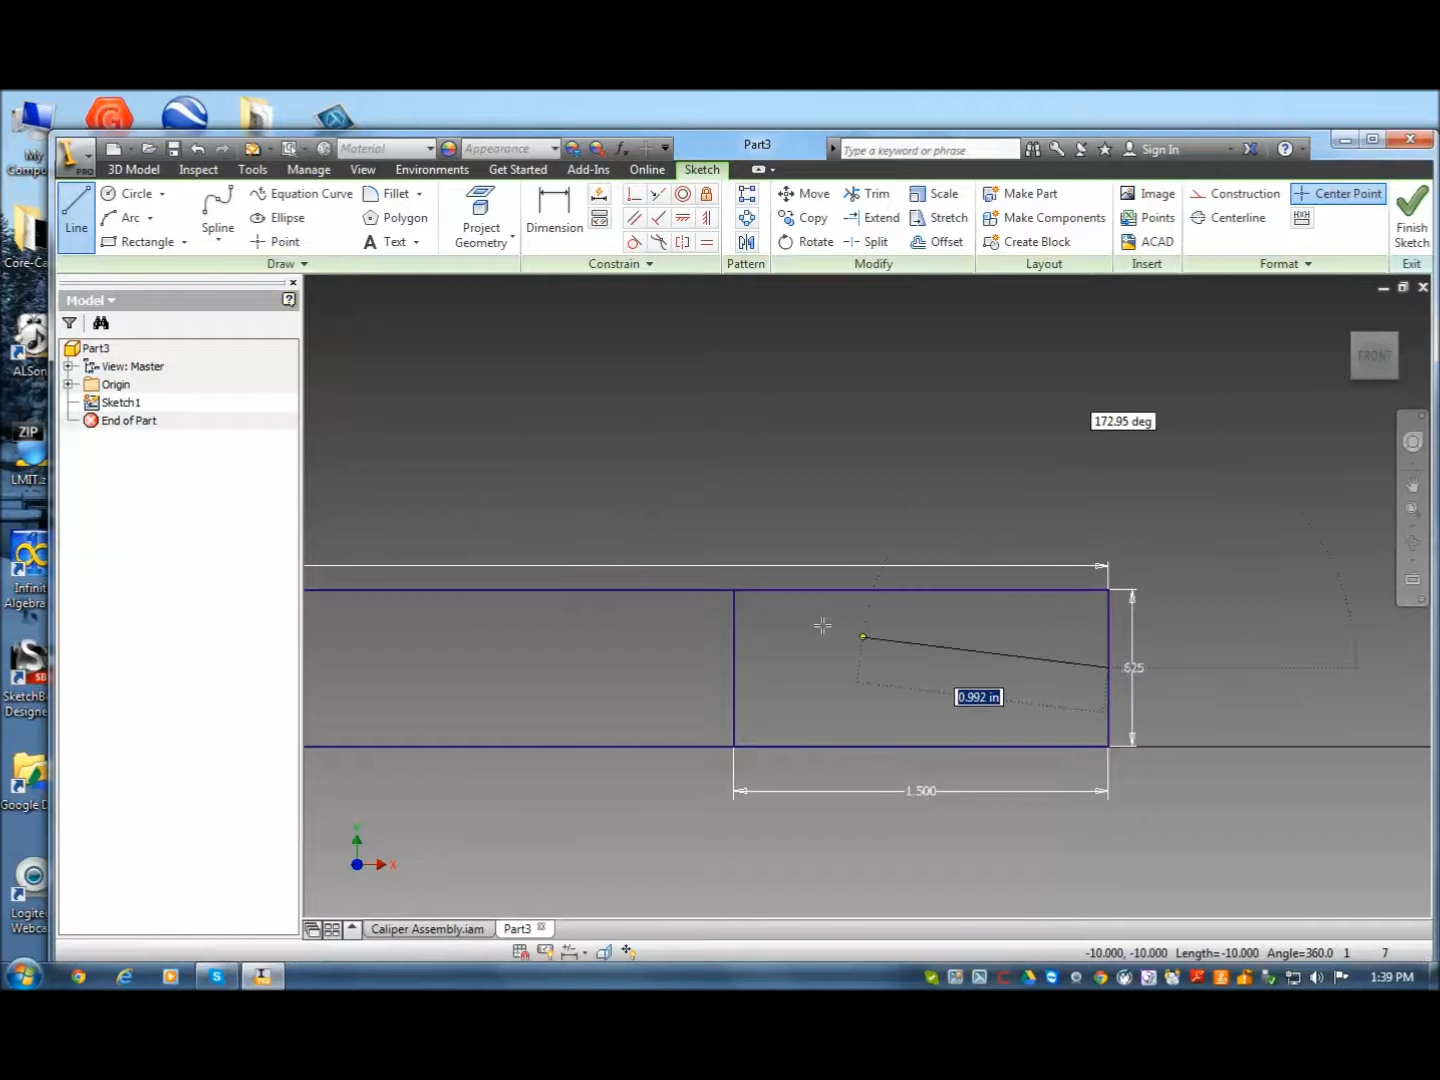 My
Compu
Core-Ca
ALSon
ZIP
LMIT.z
Infinit
Algebra
SketchB
Designe
Google D
Logite
Webca
PRO
Material
Appearance
Part3
Type a keyword or phrase
Sign In
3D Model Inspect Tools Manage View Environments Get Started Add-Ins Online Sketch
Line
Circle
Arc
Rectangle
Spline
Equation Curve
Ellipse
Point
Fillet
Polygon
Text
Project
Geometry
Dimension
Move
Copy
Rotate
Trim
Extend
Split
Scale
Stretch
Offset
Make Part
Make Components
Create Block
Image
Points
ACAD
Construction
Centerline
Center Point
Finish
Sketch
Draw Constrain Pattern Modify Layout Insert Format Exit
Model
Part3
View: Master
Origin
Sketch1
End of Part
FRONT
172.95 deg
.625
0.992 in
1.500
Y
X
Caliper Assembly.iam Part3
-10.000, -10.000 Length=-10.000 Angle=360.0 1 7
1:39 PM